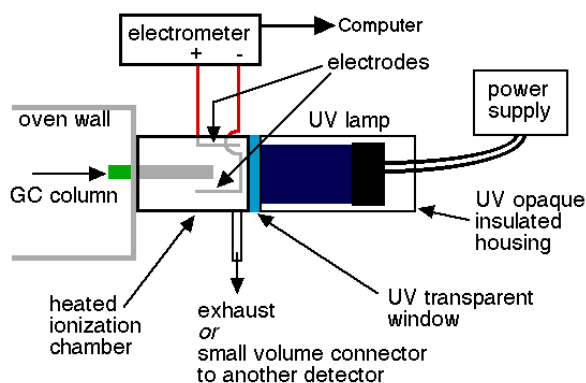 electrometer
+ -
Computer
electrodes
power
supply
oven wall
UV lamp
GC column
UV opaque
insulated
housing
heated
ionization
chamber
exhaust
or
small volume connector
to another detector
UV transparent
window